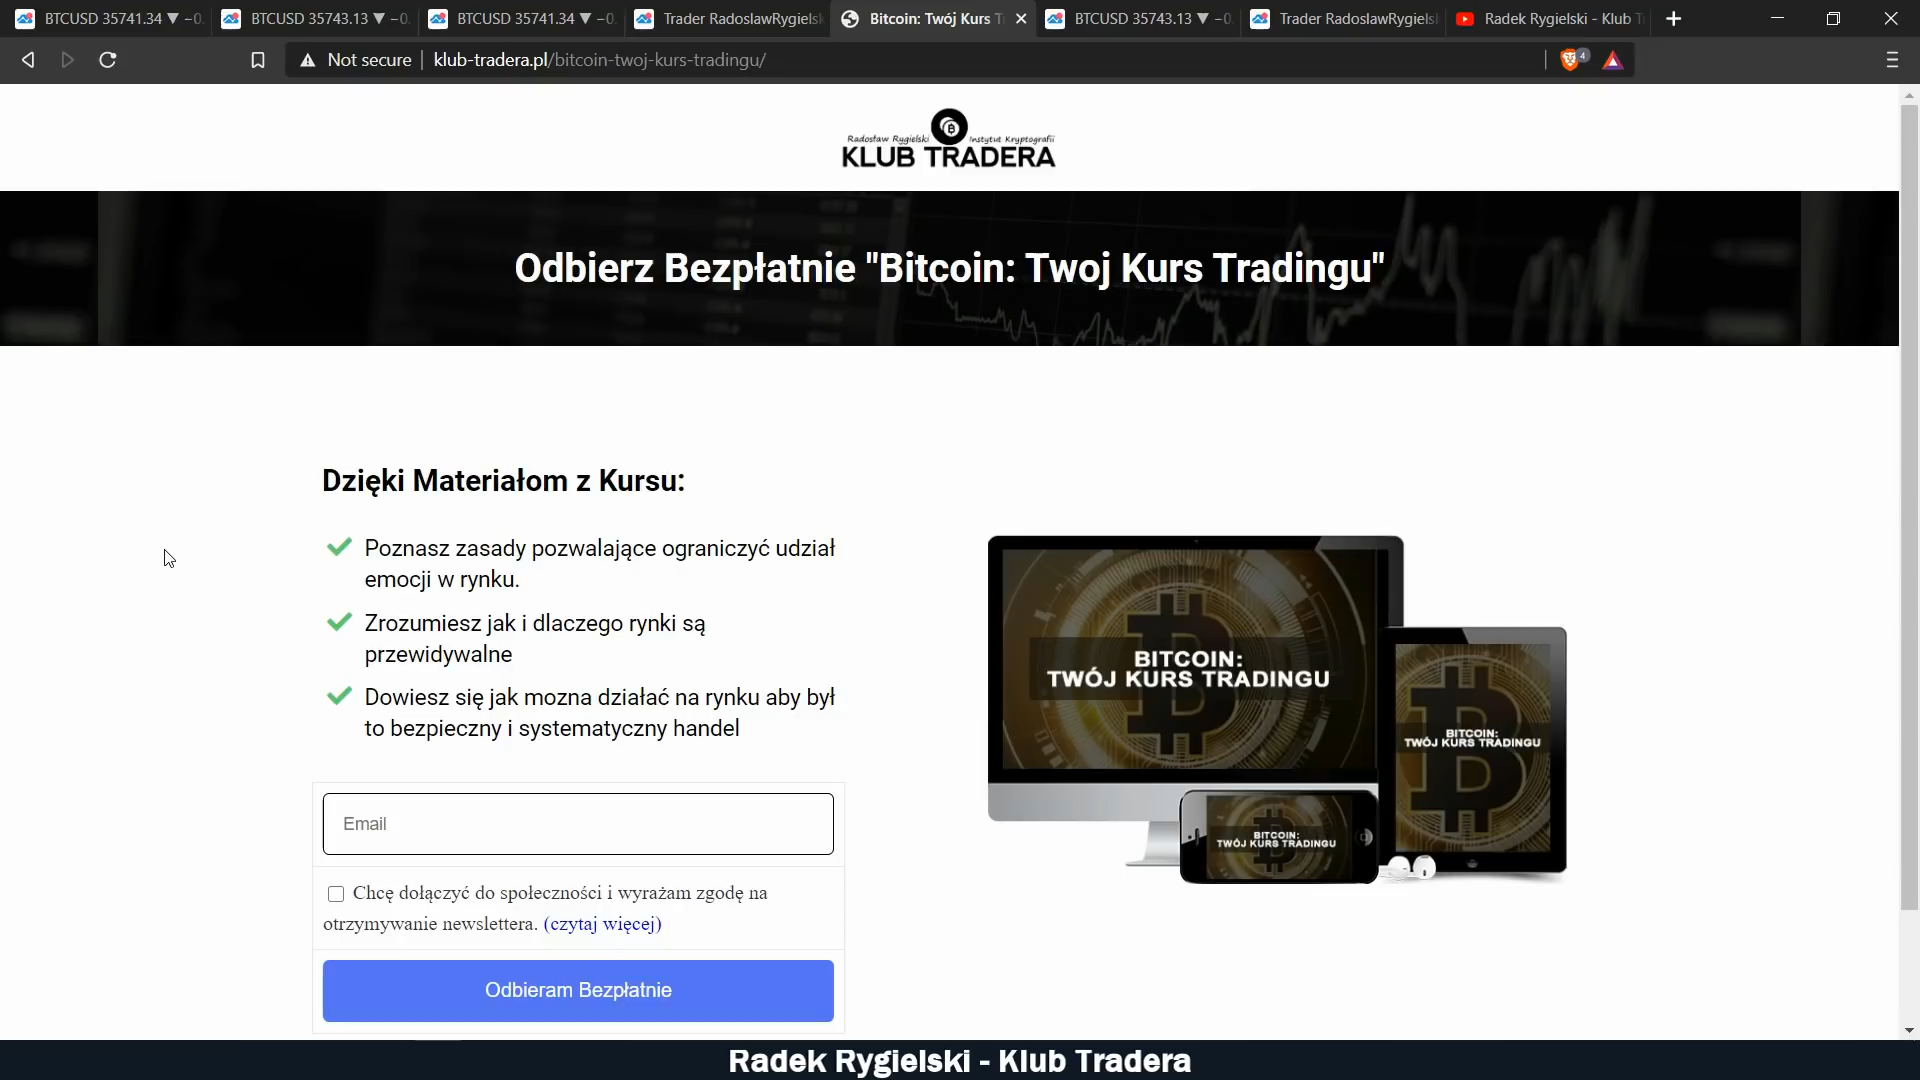 BTCUSD 35741.34 ▼ −0.
BTCUSD 35743.13 ▼ −0.
BTCUSD 35741.34 ▼ −0.
Trader RadoslawRygielsk
Bitcoin: Twój Kurs T
BTCUSD 35743.13 ▼ −0.
Trader RadoslawRygielsk
Radek Rygielski - Klub T
Not secure
klub-tradera.pl/bitcoin-twoj-kurs-tradingu/
4
Radosław Rygielski Instytut Kryptografii
KLUB TRADERA
Odbierz Bezpłatnie "Bitcoin: Twoj Kurs Tradingu"
Dzięki Materiałom z Kursu:
Poznasz zasady pozwalające ograniczyć udział
emocji w rynku.
Zrozumiesz jak i dlaczego rynki są
przewidywalne
Dowiesz się jak mozna działać na rynku aby był
to bezpieczny i systematyczny handel
Email
Chcę dołączyć do społeczności i wyrażam zgodę na
otrzymywanie newslettera. (czytaj więcej)
Odbieram Bezpłatnie
BITCOIN:
TWÓJ KURS TRADINGU
BITCOIN:
TWÓJ KURS TRADINGU
BITCOIN:
TWÓJ KURS TRADINGU
Radek Rygielski - Klub Tradera